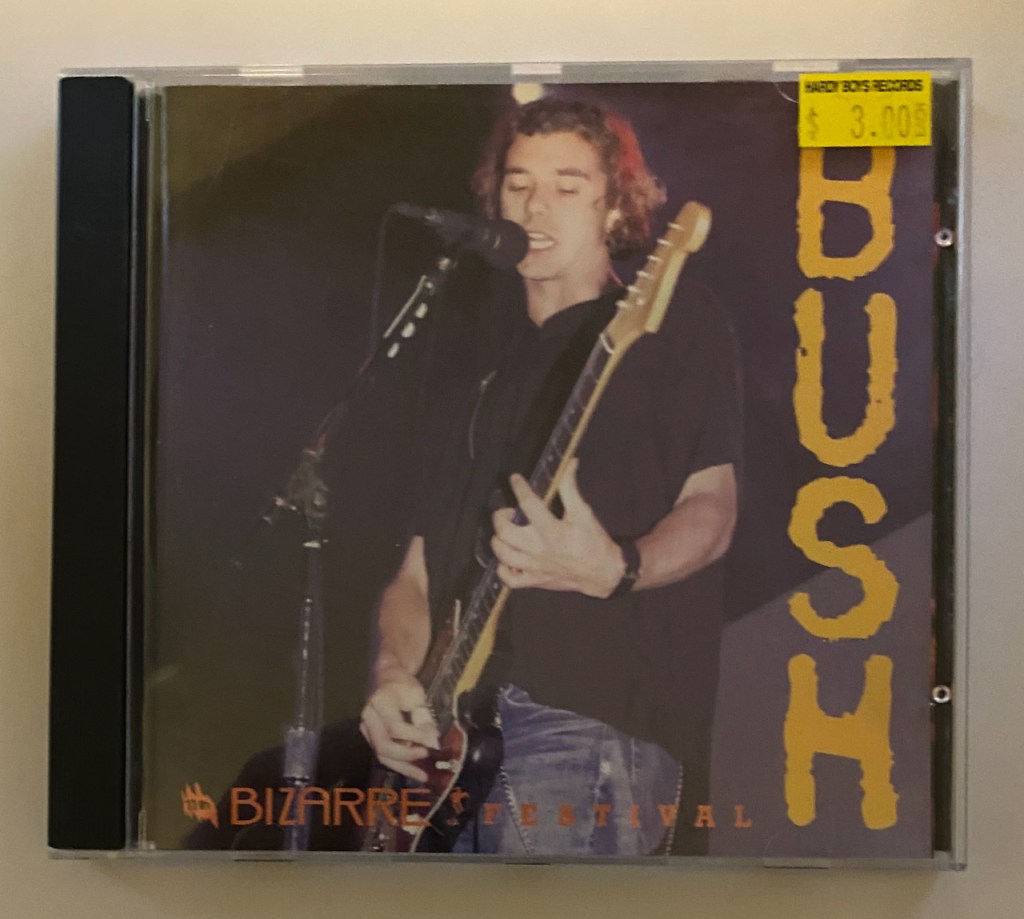 HARDY BOYS RECORDS
$ 3.00
BUSH
BIZARRE FESTIVAL